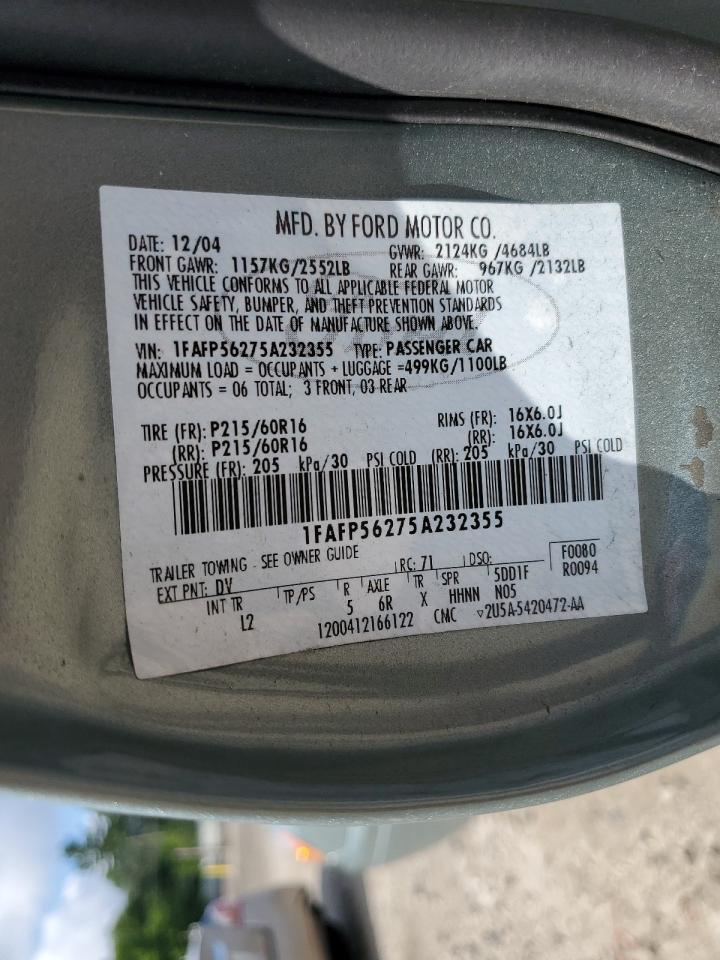 MFD. BY FORD MOTOR CO.
DATE: 12/04 GVWR: 2124KG /4684LB
FRONT GAWR: 1157KG/2552LB REAR GAWR: 967KG /2132LB
THIS VEHICLE CONFORMS TO ALL APPLICABLE FEDERAL MOTOR
VEHICLE SAFETY, BUMPER, AND THEFT PREVENTION STANDARDS
IN EFFECT ON THE DATE OF MANUFACTURE SHOWN ABOVE.
VIN: 1FAFP56275A232355 TYPE: PASSENGER CAR
MAXIMUM LOAD = OCCUPANTS + LUGGAGE =499KG/1100LB
OCCUPANTS = 06 TOTAL; 3 FRONT, 03 REAR
TIRE (FR): P215/60R16 RIMS (FR): 16X6.0J
(RR): P215/60R16 (RR): 16X6.0J
PRESSURE (FR): 205 kPa/30 PSI COLD (RR): 205 kPa/30 PSI COLD
1FAFP56275A232355
TRAILER TOWING - SEE OWNER GUIDE
EXT PNT: DV RC: 71 DSO: F0080
INT TR TP/PS R AXLE TR SPR 5DD1F R0094
L2 5 6R X HHNN N05
1200412166122 CMC ▽2U5A-5420472-AA